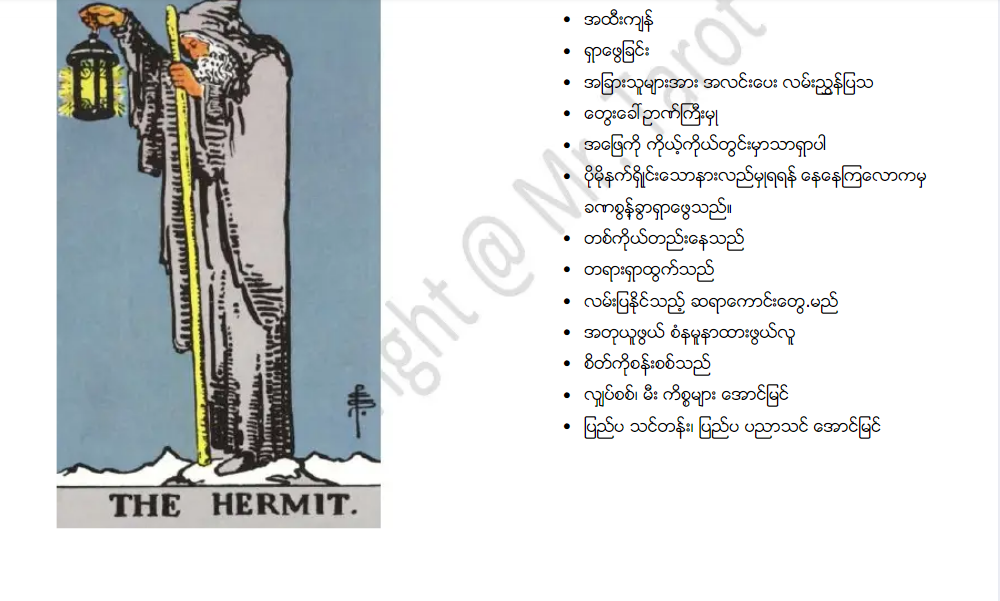 THE HERMIT.
• အထီးကျန်
• ရှာဖွေခြင်း
• အခြားသူများအား အလင်းပေး လမ်းညွှန်ပြသ
• တွေးခေါ်ဉာဏ်ကြီးမှု
• အဖြေကို ကိုယ့်ကိုယ်တွင်းမှာသာရှာပါ
• ပိုမိုနက်ရှိုင်းသောနားလည်မှုရရန် နေနေကြလောကမှ
ခဏစွန့်ခွာရှာဖွေသည်။
• တစ်ကိုယ်တည်းနေသည်
• တရားရှာထွက်သည်
• လမ်းပြနိုင်သည့် ဆရာကောင်းတွေ့မည်
• အတုယူဖွယ် စံနမူနာထားဖွယ်လူ
• စိတ်ကိုစန်းစစ်သည်
• လျှပ်စစ်၊ မီး ကိစ္စများ အောင်မြင်
• ပြည်ပ သင်တန်း၊ ပြည်ပ ပညာသင် အောင်မြင်
ight @ Mr. Tarot